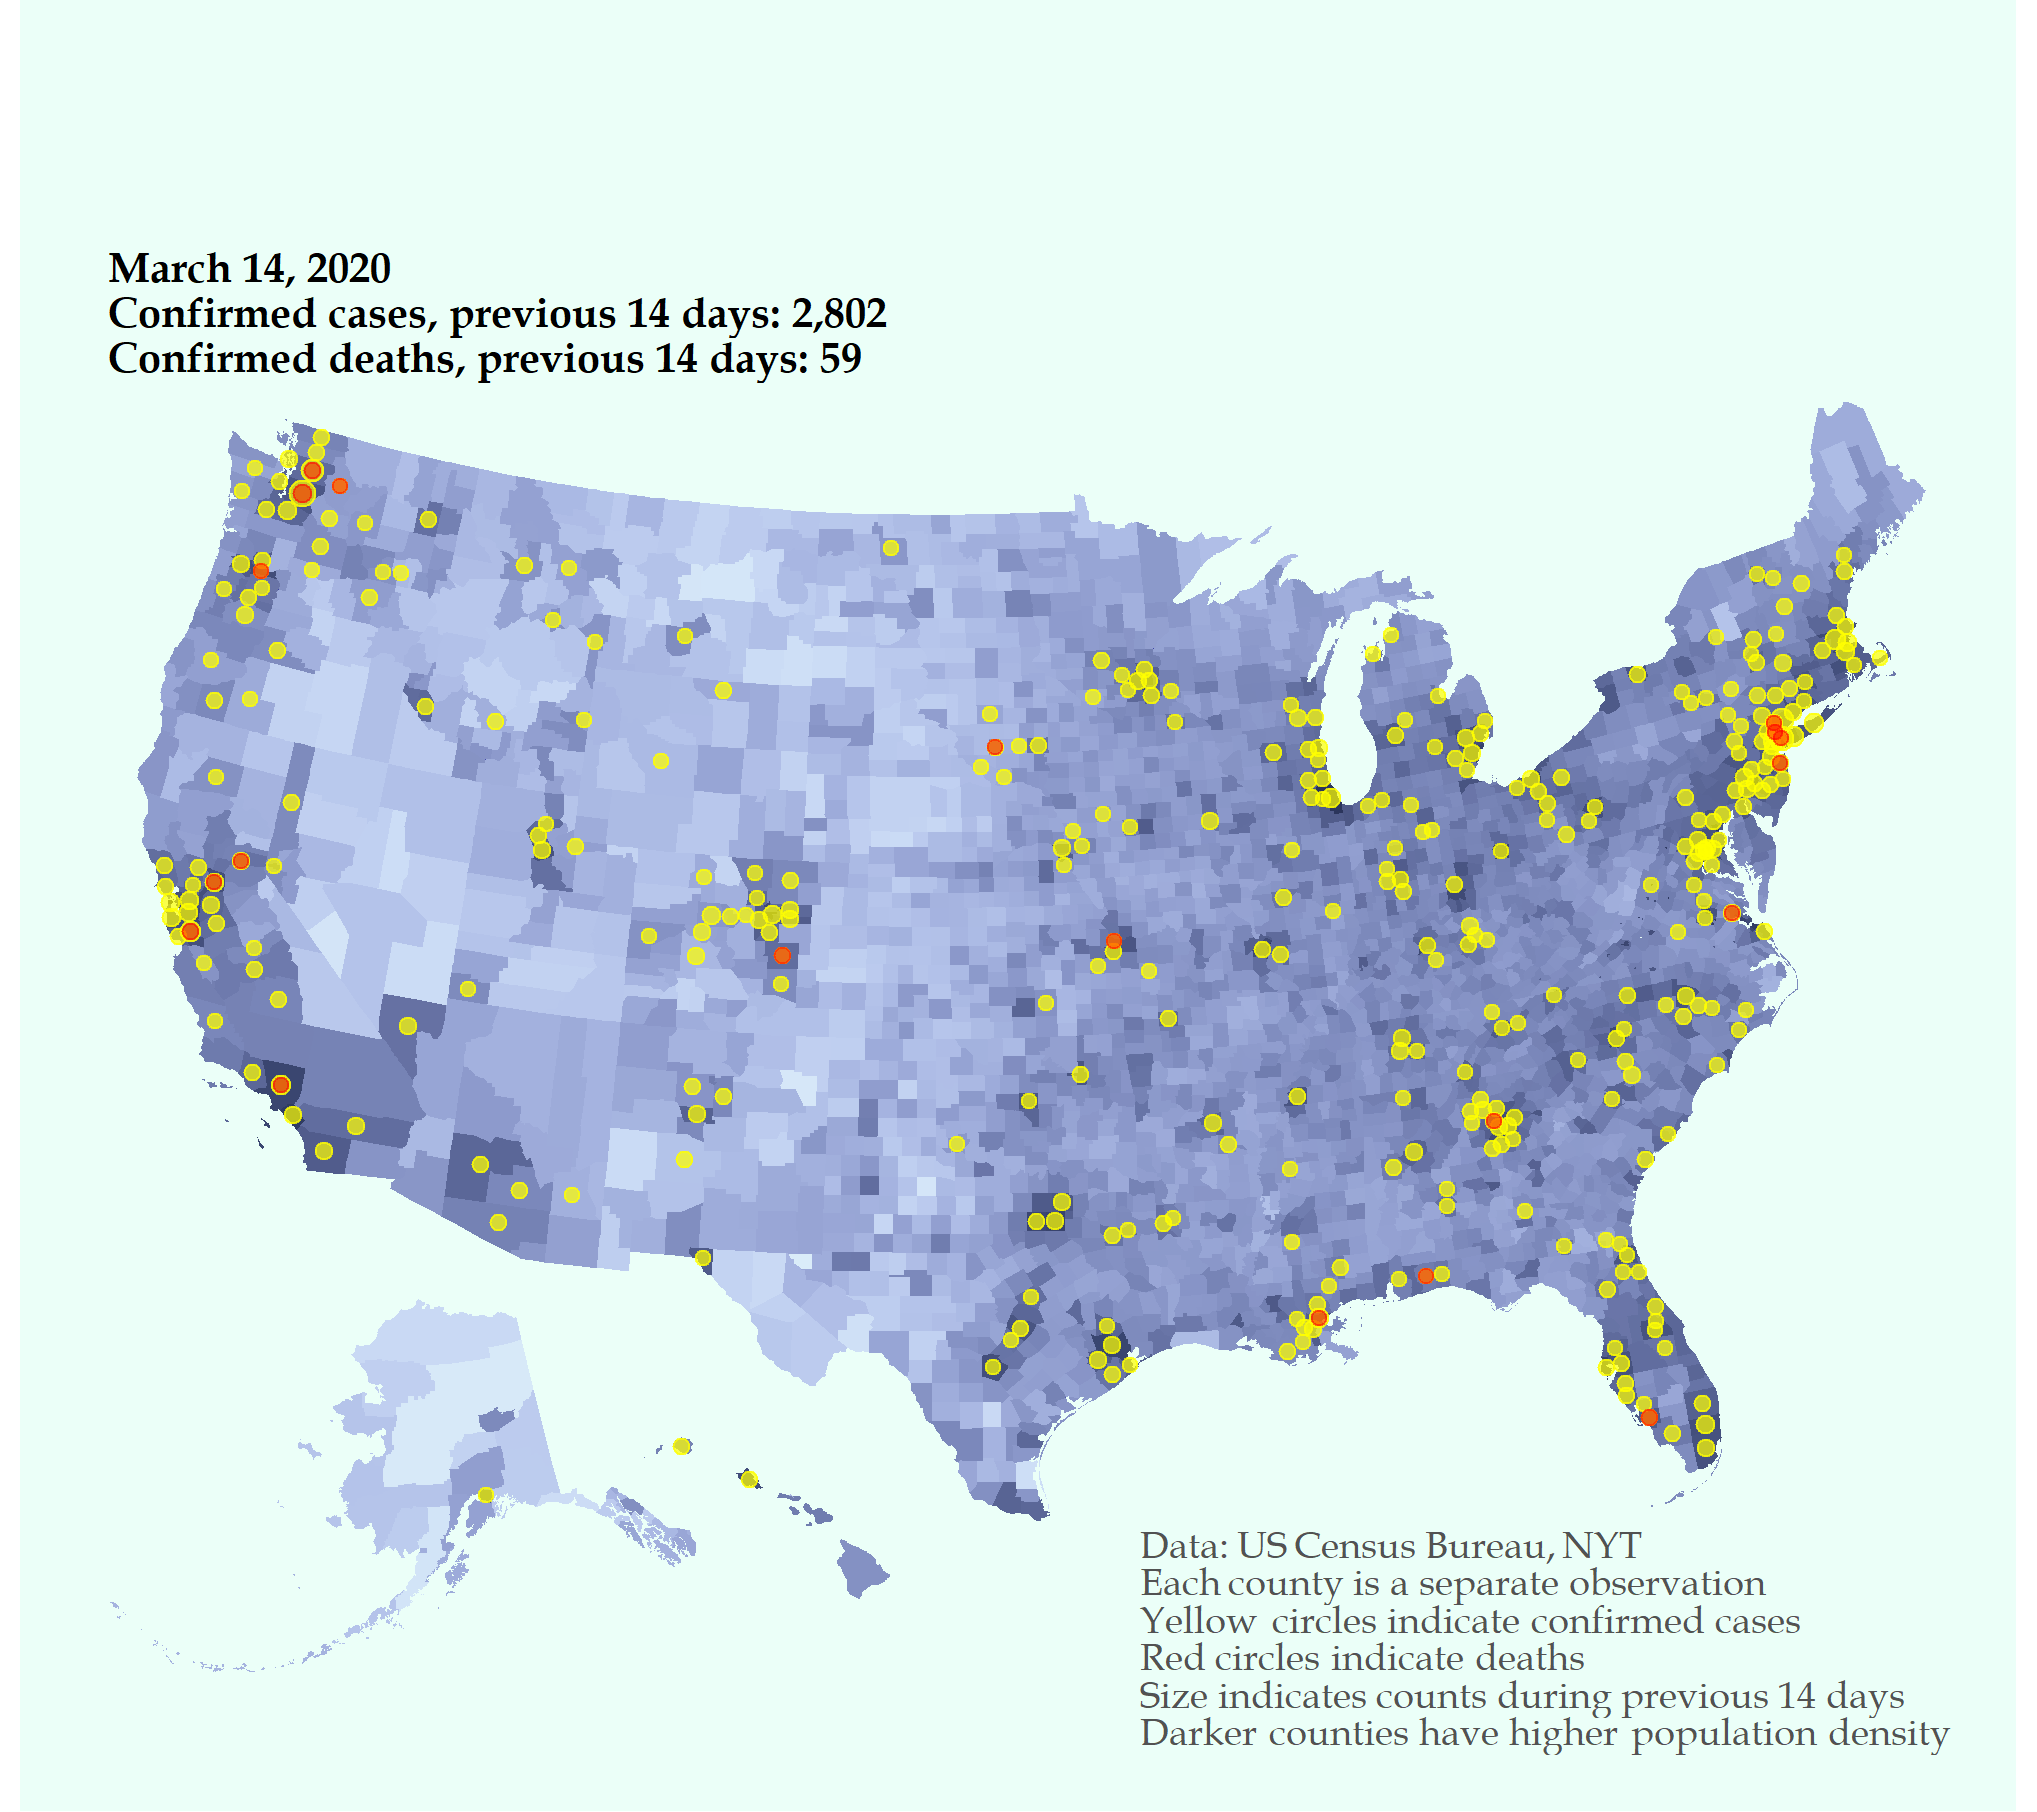 March 14, 2020
Confirmed cases, previous 14 days: 2,802
Confirmed deaths, previous 14 days: 59
Data: US Census Bureau, NYT
Each county is a separate observation
Yellow circles indicate confirmed cases
Red circles indicate deaths
Size indicates counts during previous 14 days
Darker counties have higher population density